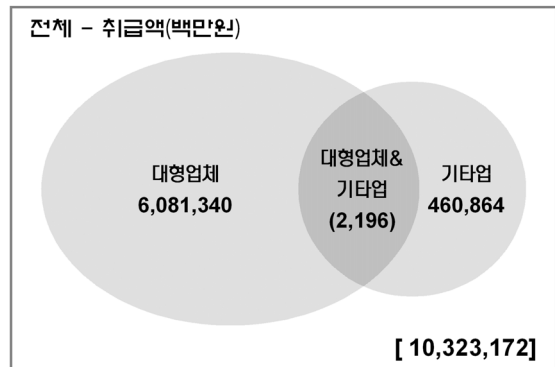 전체 - 취급액(백만원)
대형업체
6,081,340
대형업체&
기타업
(2,196)
기타업
460,864
[ 10,323,172]